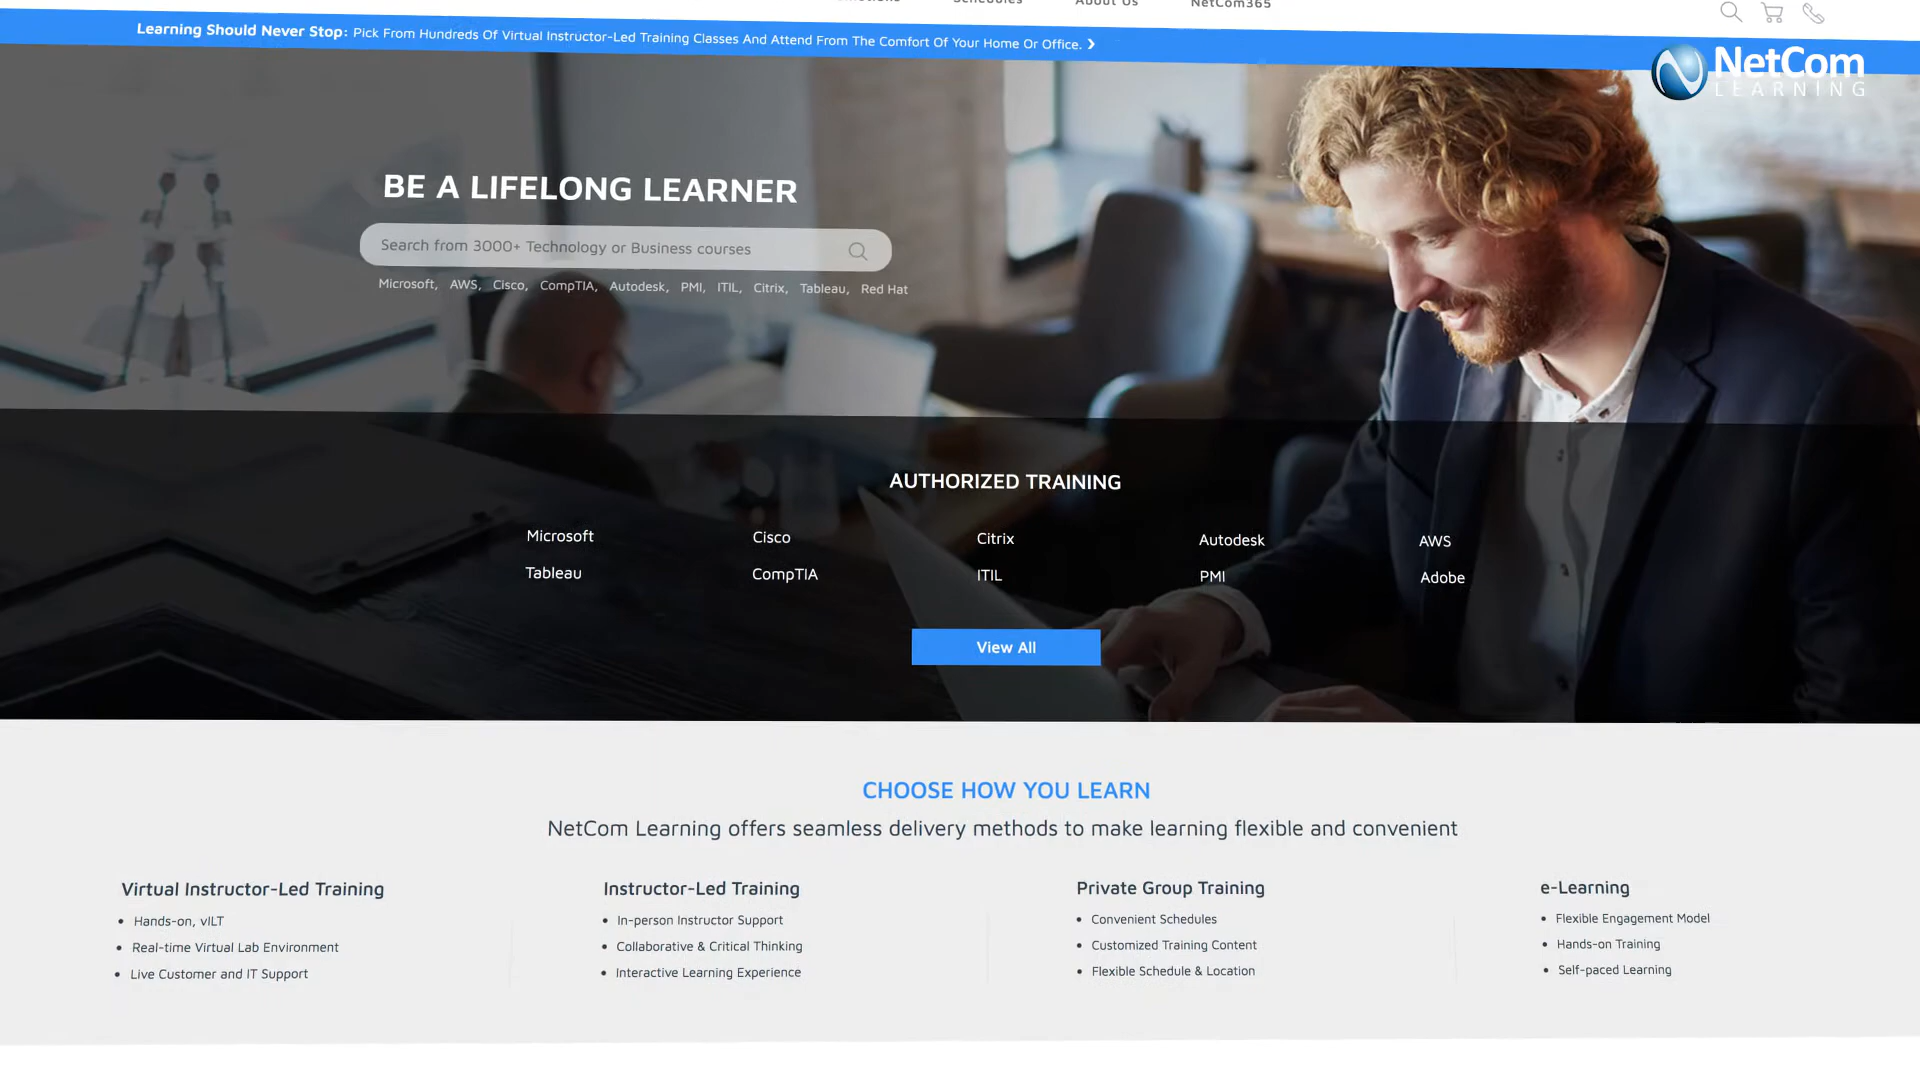 About Us
NetCom365
Learning Should Never Stop: Pick From Hundreds Of Virtual Instructor-Led Training Classes And Attend From The Comfort Of Your Home Or Office. ❯
NetCom
LEARNING
BE A LIFELONG LEARNER
Search from 3000+ Technology or Business courses
Microsoft, AWS, Cisco, CompTIA, Autodesk, PMI, ITIL, Citrix, Tableau, Red Hat
AUTHORIZED TRAINING
Microsoft Cisco Citrix Autodesk AWS
Tableau CompTIA ITIL PMI Adobe
View All
CHOOSE HOW YOU LEARN
NetCom Learning offers seamless delivery methods to make learning flexible and convenient
Virtual Instructor-Led Training
• Hands-on, vILT
• Real-time Virtual Lab Environment
• Live Customer and IT Support
Instructor-Led Training
• In-person Instructor Support
• Collaborative & Critical Thinking
• Interactive Learning Experience
Private Group Training
• Convenient Schedules
• Customized Training Content
• Flexible Schedule & Location
e-Learning
• Flexible Engagement Model
• Hands-on Training
• Self-paced Learning